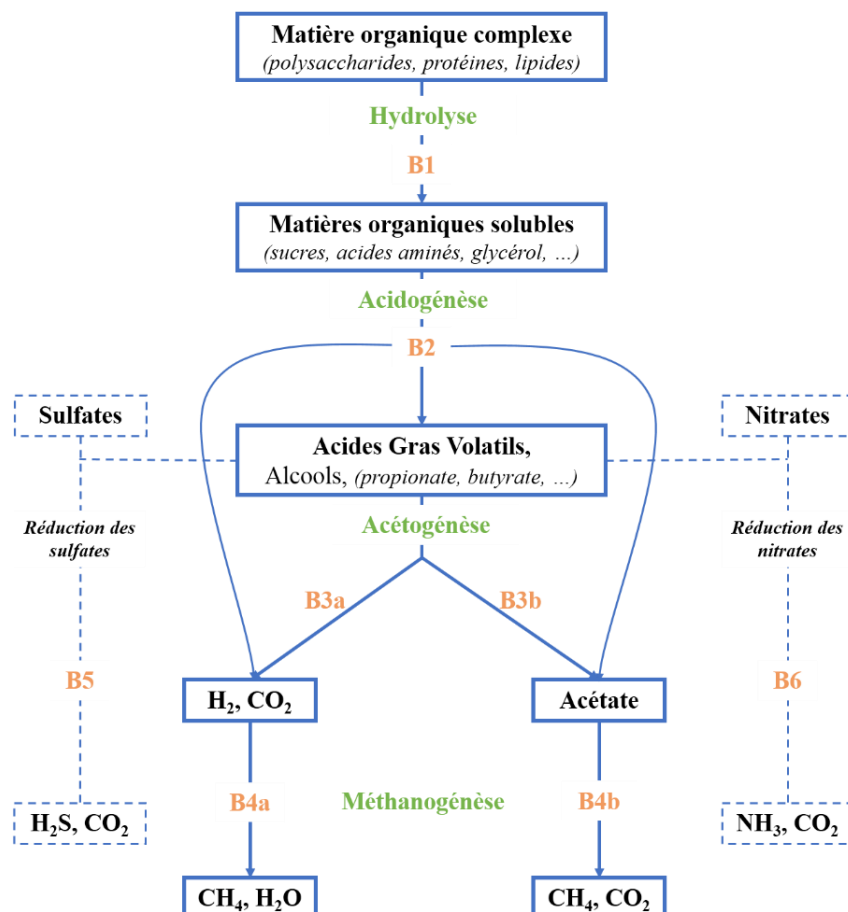 Matière organique complexe
(polysaccharides, protéines, lipides)
Hydrolyse
B1
Matières organiques solubles
(sucres, acides aminés, glycérol, …)
Acidogénèse
B2
Sulfates
Nitrates
Acides Gras Volatils,
Alcools, (propionate, butyrate, …)
Réduction des
sulfates
Acétogénèse
Réduction des
nitrates
B3a
B3b
B5
H₂, CO₂
Acétate
B6
B4a
Méthanogénèse
B4b
H₂S, CO₂
NH₃, CO₂
CH₄, H₂O
CH₄, CO₂